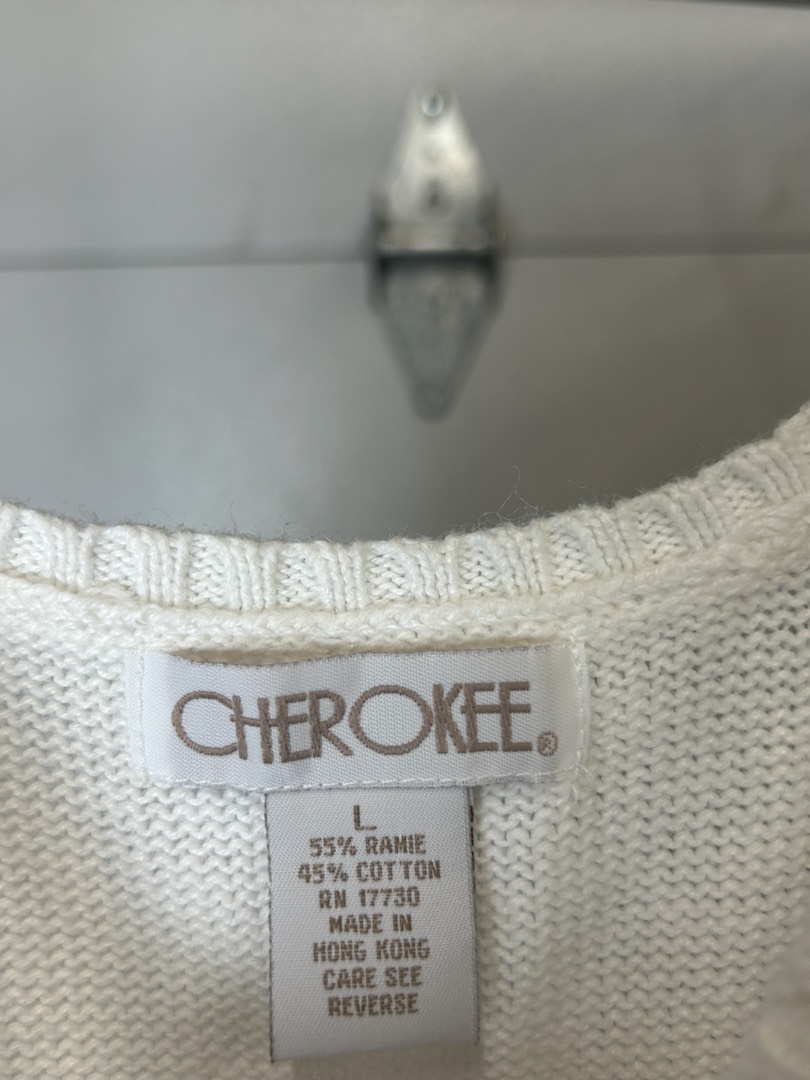 CHEROKEE®
L
55% RAMIE
45% COTTON
RN 17730
MADE IN
HONG KONG
CARE SEE
REVERSE